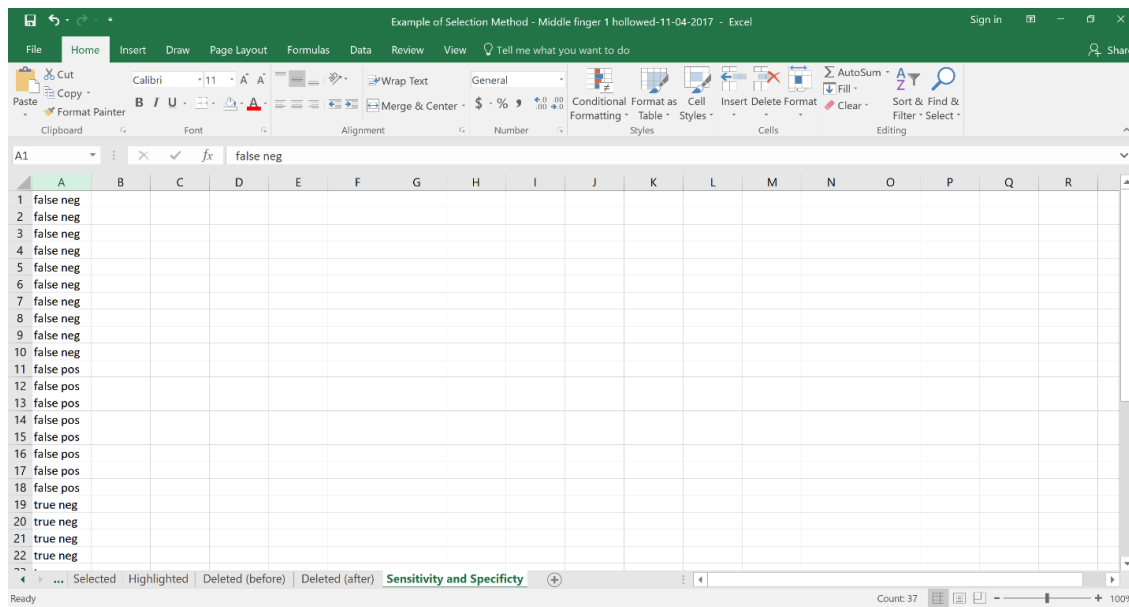 Example of Selection Method - Middle finger 1 hollowed-11-04-2017 - Excel
Sign in
File Home Insert Draw Page Layout Formulas Data Review View Tell me what you want to do
Shar
Cut
Copy
Format Painter
Paste
Clipboard
Calibri 11 A A
B I U A
Font
Wrap Text
Merge & Center
Alignment
General
$ % , .00
Number
Conditional Formatting
Format as Table
Cell Styles
Styles
Insert Delete Format
Cells
AutoSum
Fill
Clear
Sort & Filter
Find & Select
Editing
A1 fx false neg
A B C D E F G H I J K L M N O P Q R
1 false neg
2 false neg
3 false neg
4 false neg
5 false neg
6 false neg
7 false neg
8 false neg
9 false neg
10 false neg
11 false pos
12 false pos
13 false pos
14 false pos
15 false pos
16 false pos
17 false pos
18 false pos
19 true neg
20 true neg
21 true neg
22 true neg
... Selected Highlighted Deleted (before) Deleted (after) Sensitivity and Specificty
Ready
Count: 37
100%